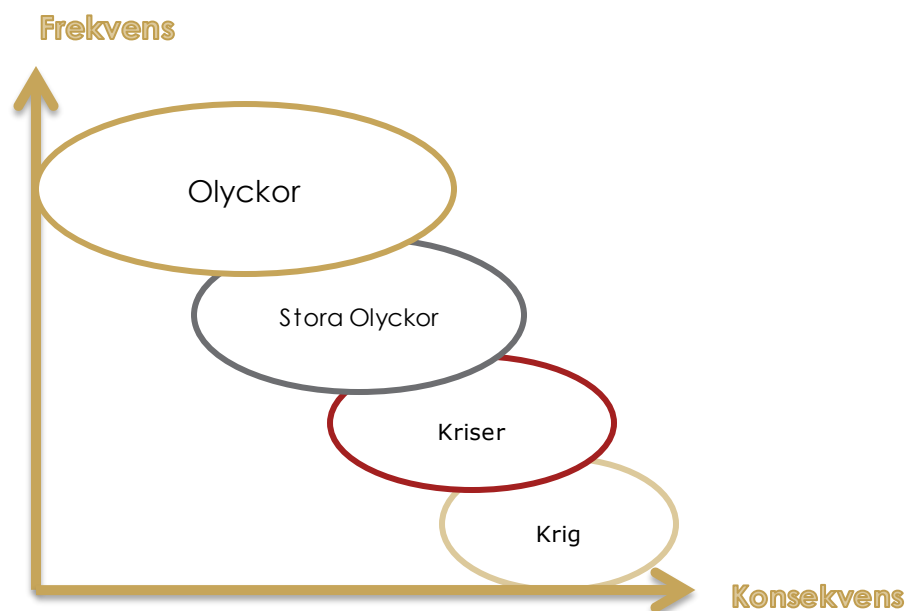 Frekvens
Olyckor
Stora Olyckor
Kriser
Krig
Konsekvens